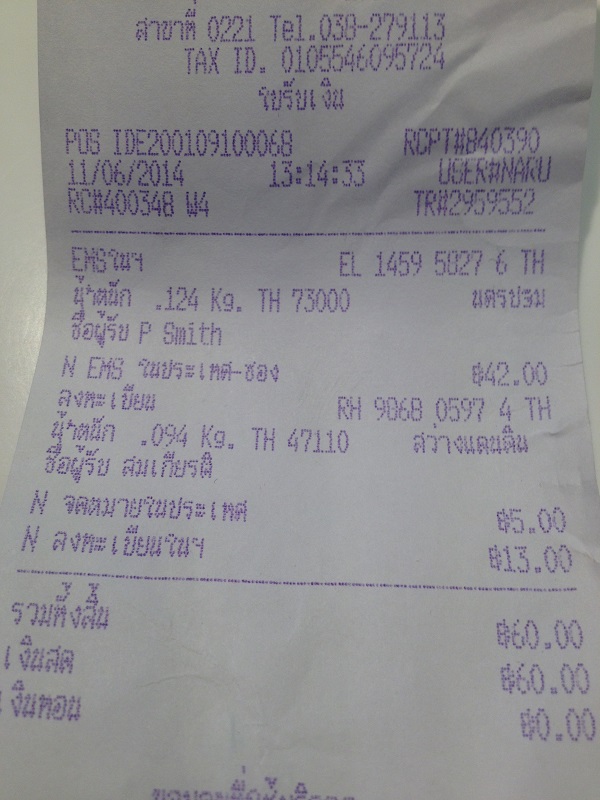 สาขาที่ 0221 Tel.038-279113
TAX ID. 0105546095724
ใบรับเงิน
POS IDE200109100068 RCPT#840390
11/06/2014 13:14:33 USER#NARU
RC#400348 W4 TR#2959552
EMSในฯ EL 1459 5027 6 TH
น้ำหนัก .124 Kg. TH 73000 นครปฐม
ชื่อผู้รับ P Smith
N EMS ในประเทศ-ซอง ฿42.00
ลงทะเบียน RH 9068 0597 4 TH
น้ำหนัก .094 Kg. TH 47110 สว่างแดนดิน
ชื่อผู้รับ สมเกียรติ
N จดหมายในประเทศ ฿5.00
N ลงทะเบียนในฯ ฿13.00
รวมทั้งสิ้น ฿60.00
เงินสด ฿60.00
เงินทอน ฿0.00